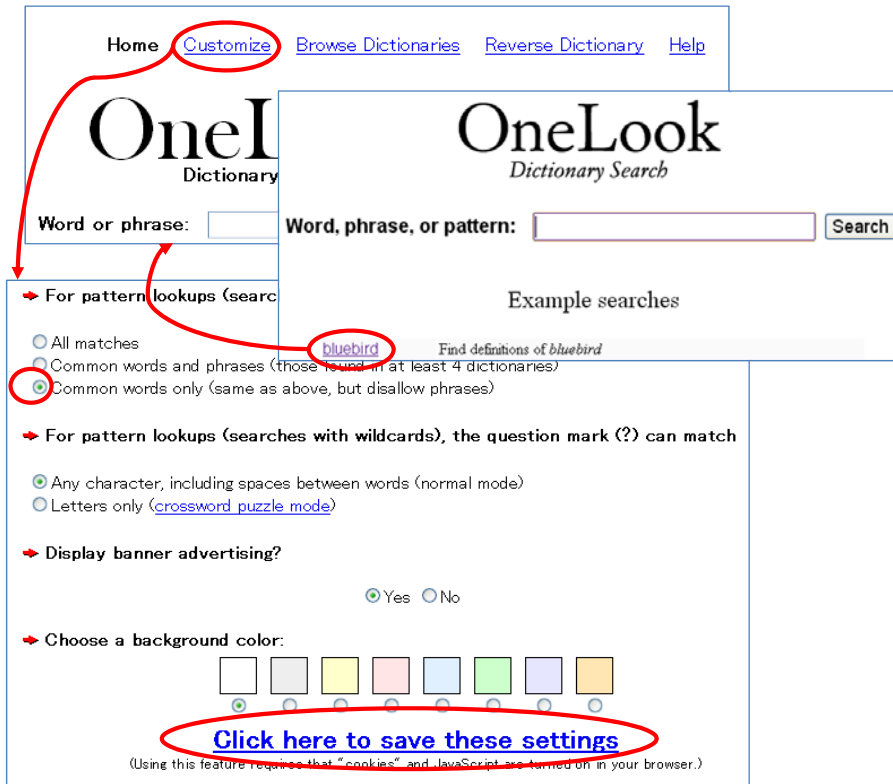 Home Customize Browse Dictionaries Reverse Dictionary Help
OneL
Dictionary
Word or phrase:
OneLook
Dictionary Search
Word, phrase, or pattern: Search
Example searches
bluebird Find definitions of bluebird
For pattern lookups (searc
All matches
Common words and phrases (those found in at least 4 dictionaries)
Common words only (same as above, but disallow phrases)
For pattern lookups (searches with wildcards), the question mark (?) can match
Any character, including spaces between words (normal mode)
Letters only (crossword puzzle mode)
Display banner advertising?
Yes No
Choose a background color:
Click here to save these settings
(Using this feature requires that "cookies" and JavaScript are turned on in your browser.)